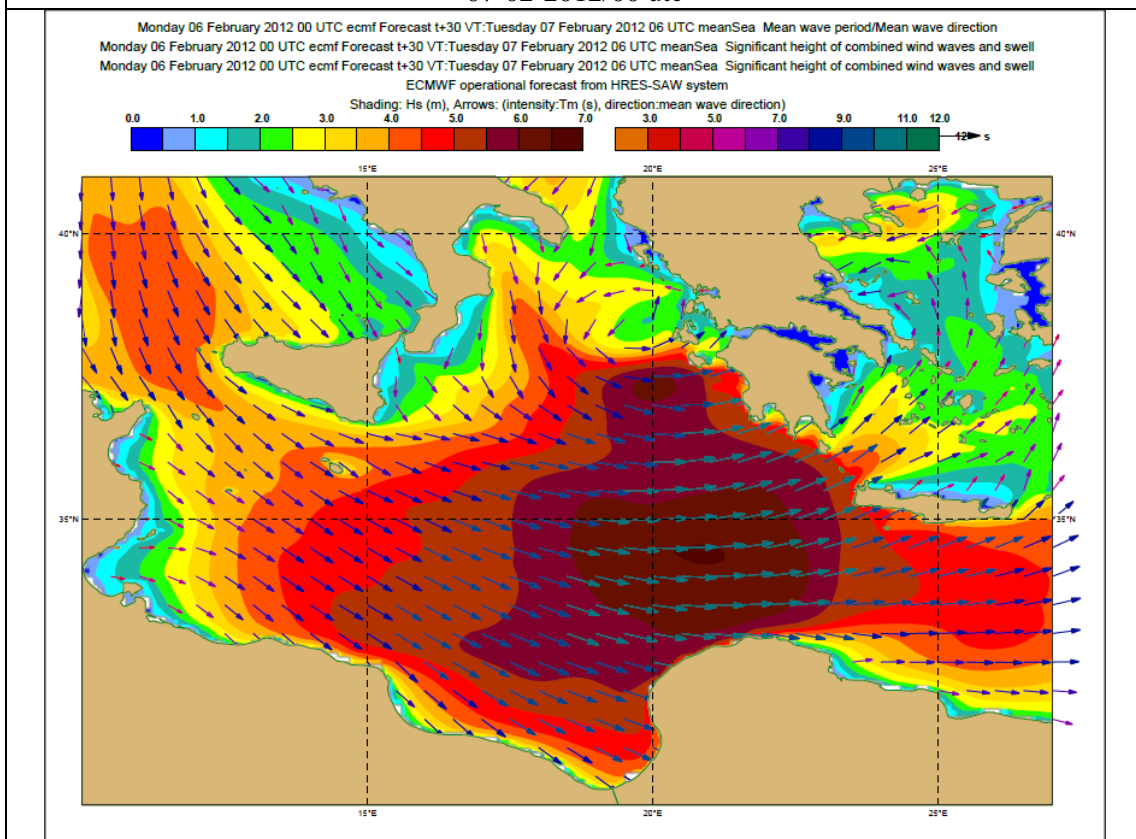 Monday 06 February 2012 00 UTC ecmf Forecast t+30 VT:Tuesday 07 February 2012 06 UTC meanSea Mean wave period/Mean wave direction
Monday 06 February 2012 00 UTC ecmf Forecast t+30 VT:Tuesday 07 February 2012 06 UTC meanSea Significant height of combined wind waves and swell
Monday 06 February 2012 00 UTC ecmf Forecast t+30 VT:Tuesday 07 February 2012 06 UTC meanSea Significant height of combined wind waves and swell
ECMWF operational forecast from HRES-SAW system
Shading: Hs (m), Arrows: (intensity:Tm (s), direction:mean wave direction)
0.0 1.0 2.0 3.0 4.0 5.0 6.0 7.0 3.0 5.0 7.0 9.0 11.0 12.0
12 s
15°E 20°E 25°E
40°N 40°N
35°N 35°N
15°E 20°E 25°E